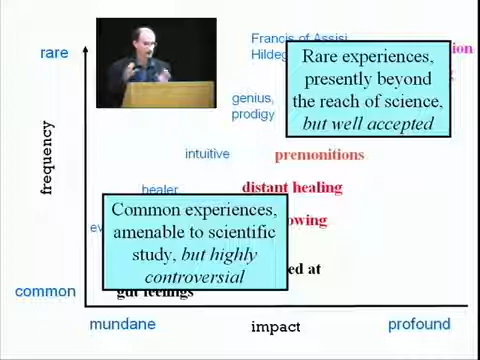 rare
Francis of Assisi
Rare experiences,
presently beyond
the reach of science,
but well accepted
genius,
prodigy
frequency
intuitive
premonitions
healer
distant healing
Common experiences,
amenable to scientific
study, but highly
controversial
common
gut feelings
mundane
impact
profound